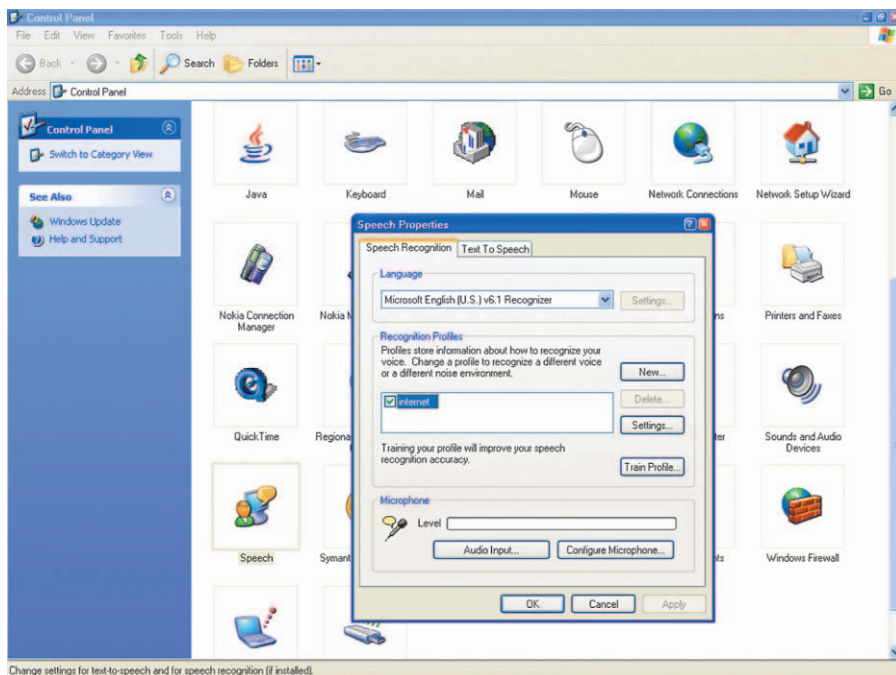 Control Panel
File Edit View Favorites Tools Help
Back Search Folders
Address Control Panel Go
Control Panel
Switch to Category View
See Also
Windows Update
Help and Support
Java Keyboard Mail Mouse Network Connections Network Setup Wizard
Nokia Connection
Manager
Nokia M
ns
Printers and Faxes
QuickTime
Regiona
ter
Sounds and Audio
Devices
Speech
Symant
nts
Windows Firewall
Speech Properties
Speech Recognition Text To Speech
Language
Microsoft English (U.S.) v6.1 Recognizer Settings...
Recognition Profiles
Profiles store information about how to recognize your
voice. Change a profile to recognize a different voice
or a different noise environment.
New...
internet
Delete...
Settings...
Training your profile will improve your speech
recognition accuracy.
Train Profile...
Microphone
Level
Audio Input... Configure Microphone...
OK Cancel Apply
Change settings for text-to-speech and for speech recognition (if installed).